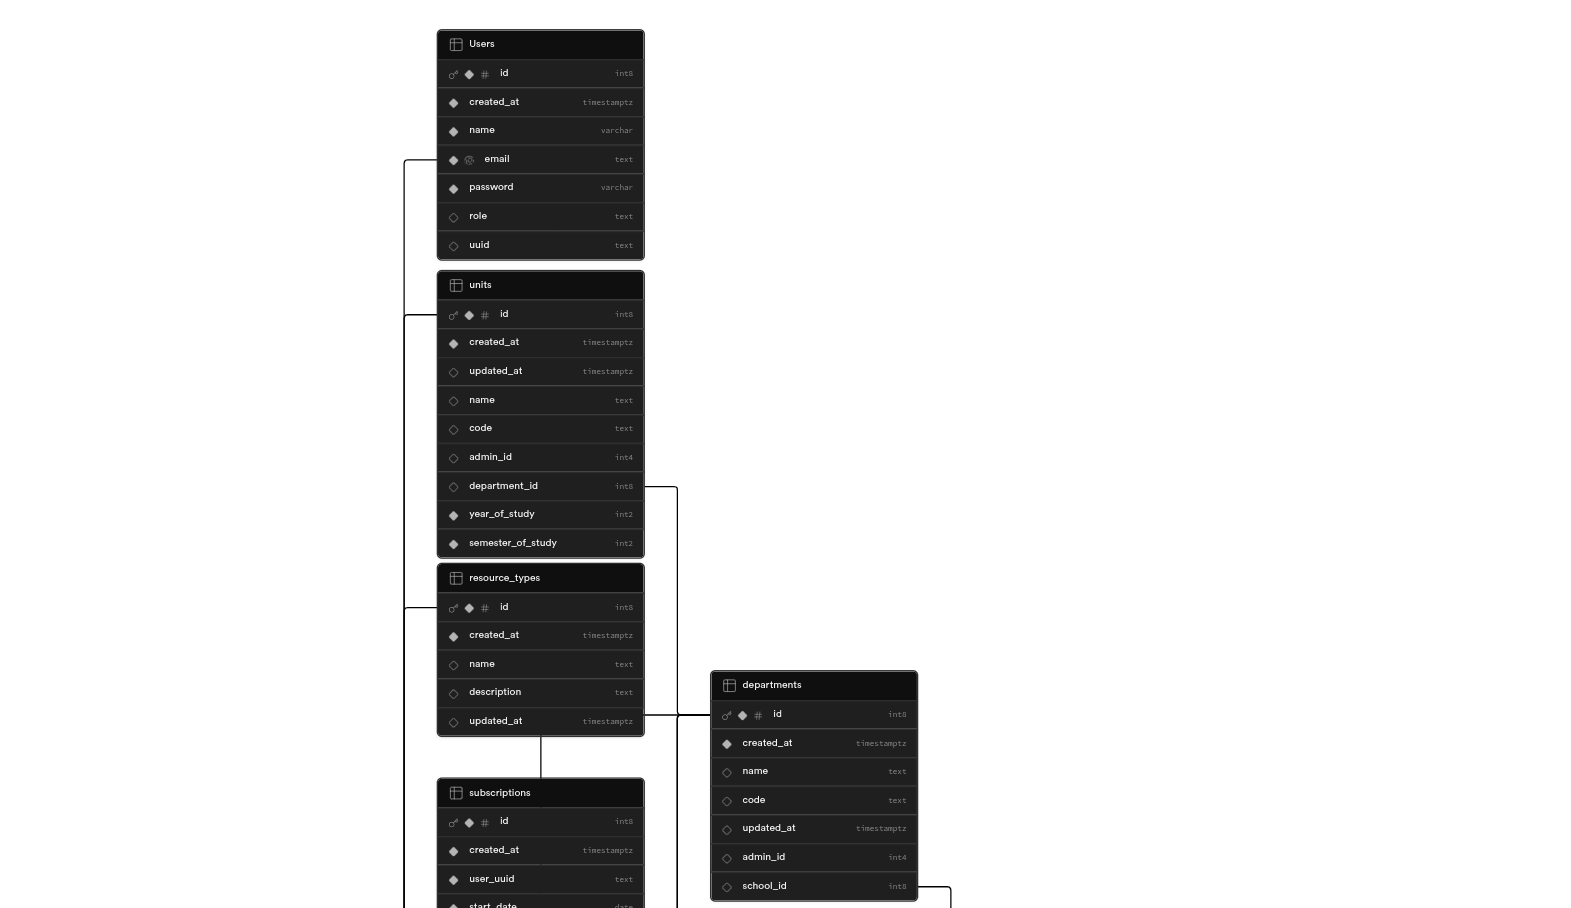 Users
# id int8
created_at timestamptz
name varchar
email text
password varchar
role text
uuid text
units
# id int8
created_at timestamptz
updated_at timestamptz
name text
code text
admin_id int4
department_id int8
year_of_study int2
semester_of_study int2
resource_types
# id int8
created_at timestamptz
name text
description text
updated_at timestamptz
subscriptions
# id int8
created_at timestamptz
user_uuid text
start_date date
departments
# id int8
created_at timestamptz
name text
code text
updated_at timestamptz
admin_id int4
school_id int8